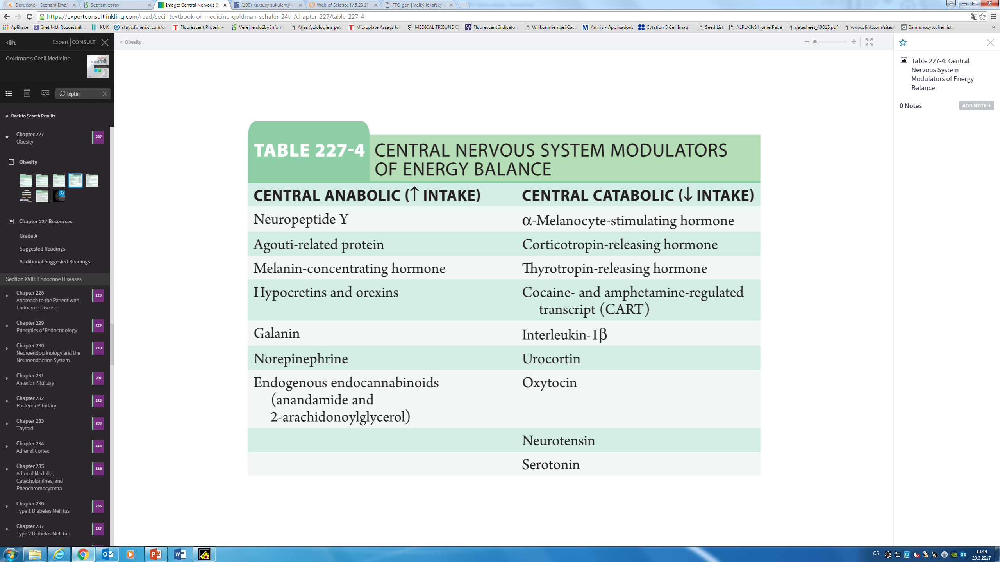 Doručené – Seznam Email
Seznam zpráv
Image: Central Nervous Sy
(100) Kaktusy sukulenty ci
Web of Science [v.5.23.2]
FTO gen | Velký lékařský s
https://expertconsult.inkling.com/read/cecil-textbook-of-medicine-goldman-schafer-24th/chapter-227/table-227-4
Aplikace
Inet MU: Rozcestník o
KUK
static.fishersci.com/cm
Fluorescent Protein –
Veřejné služby Inform
Atlas fyziologie a pato
Microplate Assays for
MEDICAL TRIBUNE CZ
Fluorescent Indicators
Willkommen bei Cactu
Amnis - Applications
Cytation 5 Cell Imagin
Seed List
ALPLAINS Home Page
datasheet_40815.pdf
www.olink.com/sites/
Immunocytochemistry
Expert CONSULT
Goldman's Cecil Medicine
leptin
< Back to Search Results
Chapter 227
Obesity
227
Obesity
Chapter 227 Resources
Grade A
Suggested Readings
Additional Suggested Readings
Section XVIII: Endocrine Diseases
Chapter 228
Approach to the Patient with
Endocrine Disease
228
Chapter 229
Principles of Endocrinology
229
Chapter 230
Neuroendocrinology and the
Neuroendocrine System
230
Chapter 231
Anterior Pituitary
231
Chapter 232
Posterior Pituitary
232
Chapter 233
Thyroid
233
Chapter 234
Adrenal Cortex
234
Chapter 235
Adrenal Medulla,
Catecholamines, and
Pheochromocytoma
235
Chapter 236
Type 1 Diabetes Mellitus
236
Chapter 237
Type 2 Diabetes Mellitus
237
< Obesity
TABLE 227-4 CENTRAL NERVOUS SYSTEM MODULATORS
OF ENERGY BALANCE
CENTRAL ANABOLIC (↑ INTAKE) CENTRAL CATABOLIC (↓ INTAKE)
Neuropeptide Y α-Melanocyte-stimulating hormone
Agouti-related protein Corticotropin-releasing hormone
Melanin-concentrating hormone Thyrotropin-releasing hormone
Hypocretins and orexins Cocaine- and amphetamine-regulated
transcript (CART)
Galanin Interleukin-1β
Norepinephrine Urocortin
Endogenous endocannabinoids Oxytocin
(anandamide and
2-arachidonoylglycerol)
Neurotensin
Serotonin
Table 227-4: Central
Nervous System
Modulators of Energy
Balance
0 Notes
ADD NOTE +
CS
13:49
29.3.2017